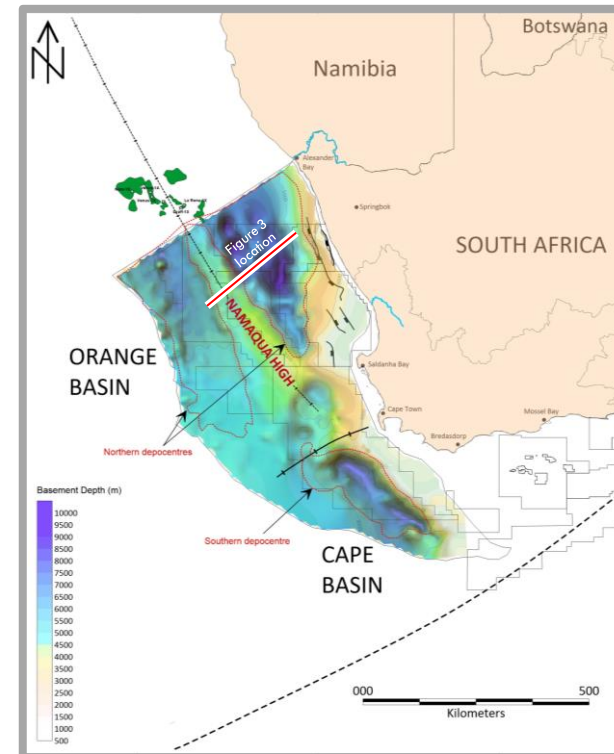 N
Botswana
Namibia
Alexander
Bay
Springbok
Figure 3
location
SOUTH AFRICA
NAMAQUA HIGH
ORANGE
BASIN
Saldanha Bay
Cape Town
Mossel Bay
Bredasdorp
Northern depocentres
Southern depocentre
CAPE
BASIN
Basement Depth (m)
10000
9500
9000
8500
8000
7500
7000
6500
6000
5500
5000
4500
4000
3500
3000
2500
2000
1500
1000
500
000
500
Kilometers